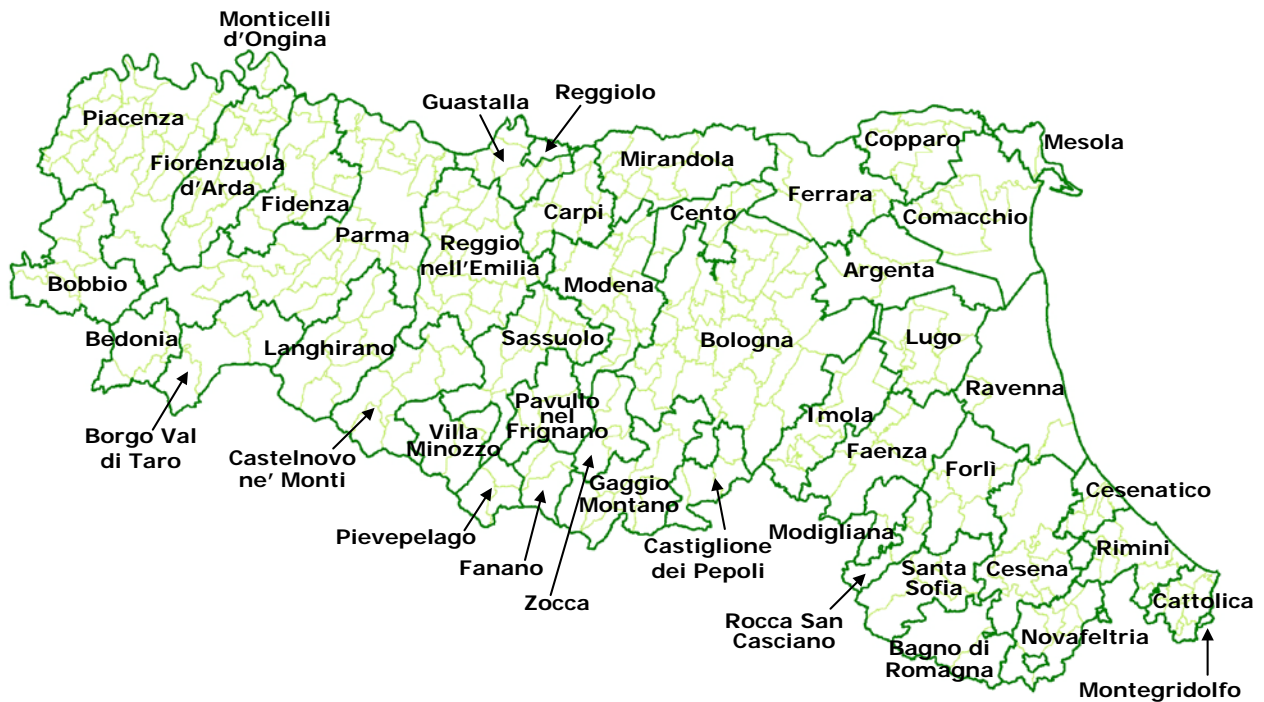 Monticelli
d'Ongina
Guastalla
Reggiolo
Piacenza
Copparo
Mesola
Fiorenzuola
d'Arda
Mirandola
Ferrara
Fidenza
Carpi
Cento
Comacchio
Parma
Reggio
nell'Emilia
Argenta
Bobbio
Modena
Bedonia
Langhirano
Sassuolo
Bologna
Lugo
Ravenna
Borgo Val
di Taro
Castelnovo
ne' Monti
Villa
Minozzo
Pavullo
nel
Frignano
Imola
Faenza
Forlì
Gaggio
Montano
Cesenatico
Pievepelago
Fanano
Zocca
Castiglione
dei Pepoli
Modigliana
Rimini
Santa
Sofia
Cesena
Cattolica
Rocca San
Casciano
Bagno di
Romagna
Novafeltria
Montegridolfo